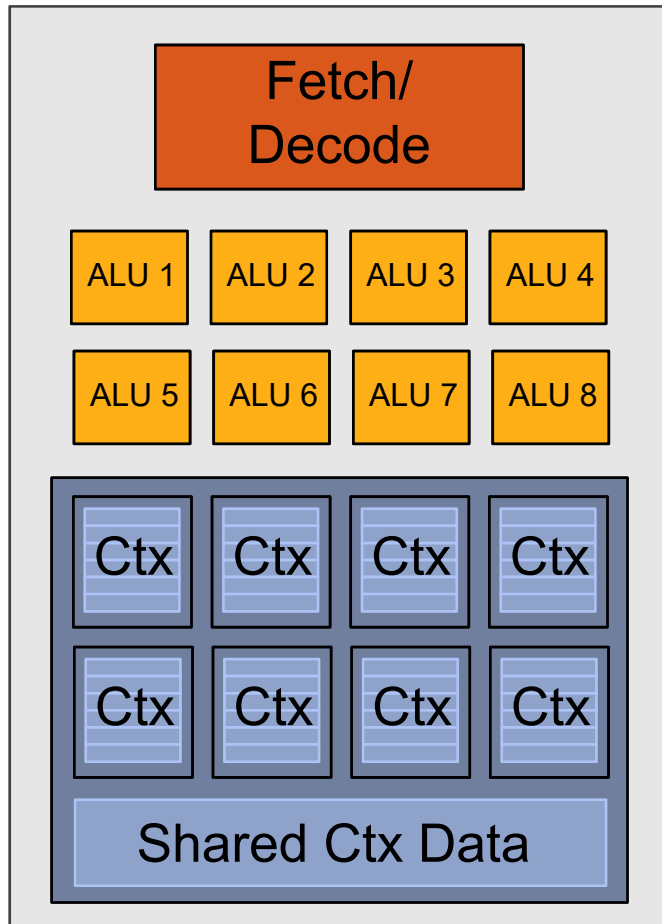 Fetch/
Decode
ALU 1 ALU 2 ALU 3 ALU 4
ALU 5 ALU 6 ALU 7 ALU 8
Ctx Ctx Ctx Ctx
Ctx Ctx Ctx Ctx
Shared Ctx Data